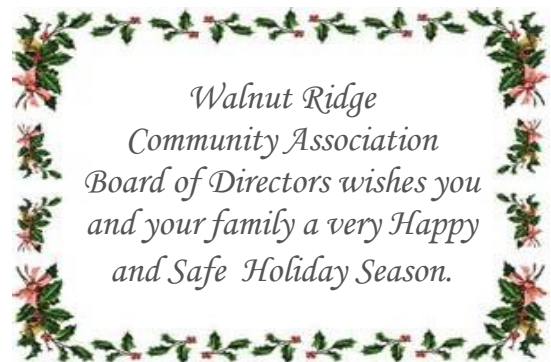 Walnut Ridge
Community Association
Board of Directors wishes you
and your family a very Happy
and Safe Holiday Season.